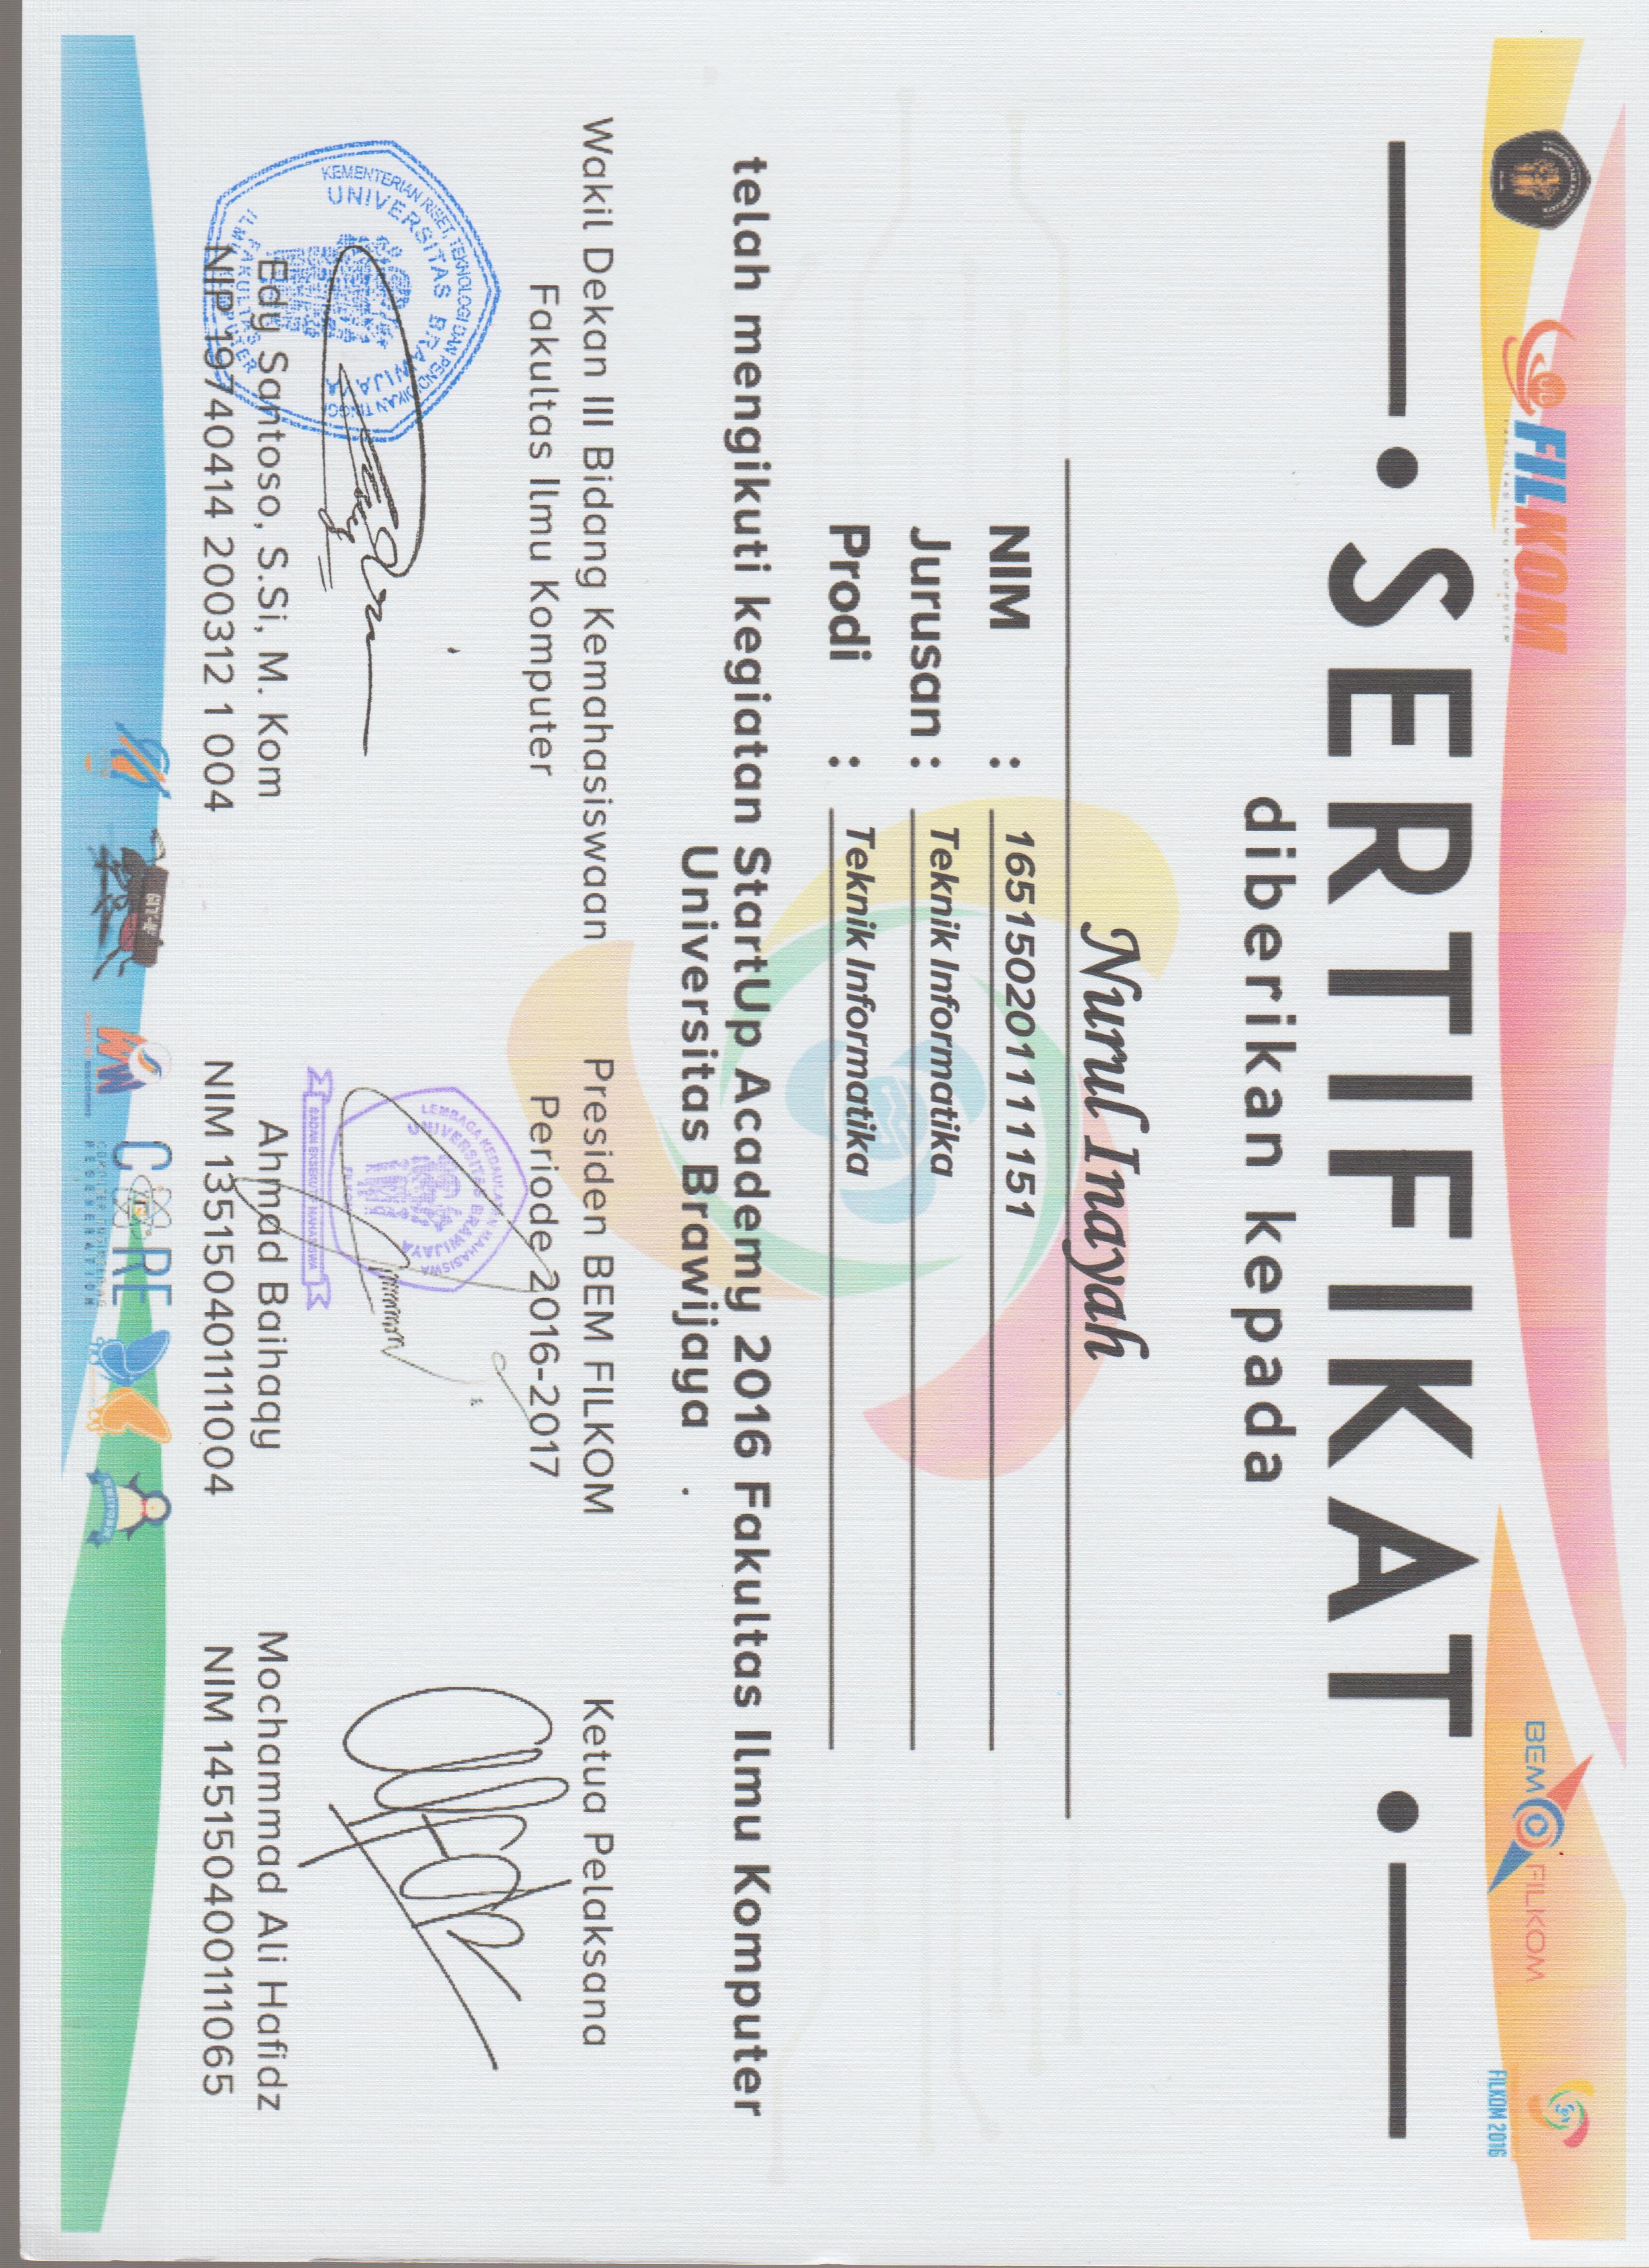 FILKOM
BEM FILKOM
FILKOM 2016
• SERTIFIKAT •
diberikan kepada
Nurul Inayah
NIM : 165150201111151
Jurusan : Teknik Informatika
Prodi : Teknik Informatika
telah mengikuti kegiatan StartUp Academy 2016 Fakultas Ilmu Komputer
Universitas Brawijaya .
Wakil Dekan III Bidang Kemahasiswaan
Fakultas Ilmu Komputer
KEMENTERIAN RISET, TEKNOLOGI DAN PENDIDIKAN TINGGI
UNIVERSITAS BRAWIJAYA
Edy Santoso, S.Si, M. Kom
NIP 19740414 200312 1 004
Presiden BEM FILKOM
Periode 2016-2017
LEMBAGA KEDAULATAN MAHASISWA
UNIVERSITAS BRAWIJAYA
BADAN EKSEKUTIF MAHASISWA
Ahmad Baihaqy
NIM 135150401111004
Ketua Pelaksana
Mochammad Ali Hafidz
NIM 145150400111065
CORE